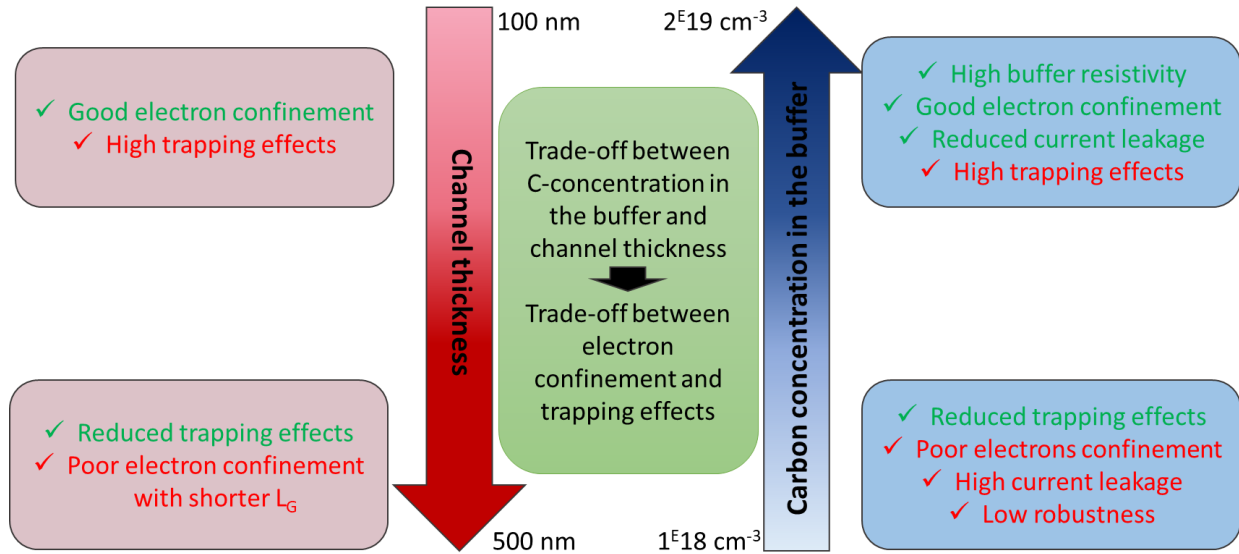 100 nm
2ᴱ19 cm⁻³
✓ Good electron confinement
✓ High trapping effects
Channel thickness
Trade-off between
C-concentration in
the buffer and
channel thickness
Trade-off between
electron
confinement and
trapping effects
Carbon concentration in the buffer
✓ High buffer resistivity
✓ Good electron confinement
✓ Reduced current leakage
✓ High trapping effects
✓ Reduced trapping effects
✓ Poor electron confinement
with shorter L_G
✓ Reduced trapping effects
✓ Poor electrons confinement
✓ High current leakage
✓ Low robustness
500 nm
1ᴱ18 cm⁻³